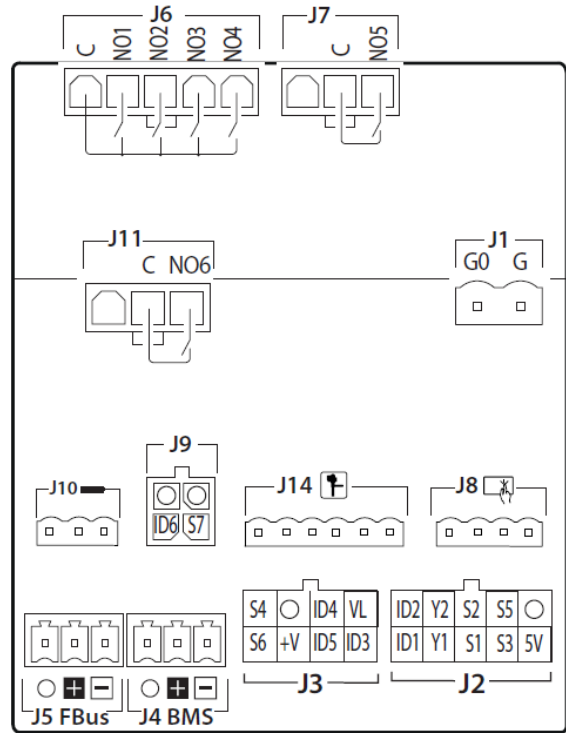 J6 J7
C NO1 NO2 NO3 NO4 C NO5
J11 J1
C NO6 G0 G
J9
J10 J14 J8
ID6 S7
S4 ID4 VL ID2 Y2 S2 S5
S6 +V ID5 ID3 ID1 Y1 S1 S3 5V
J3 J2
+ − + −
J5 FBus J4 BMS